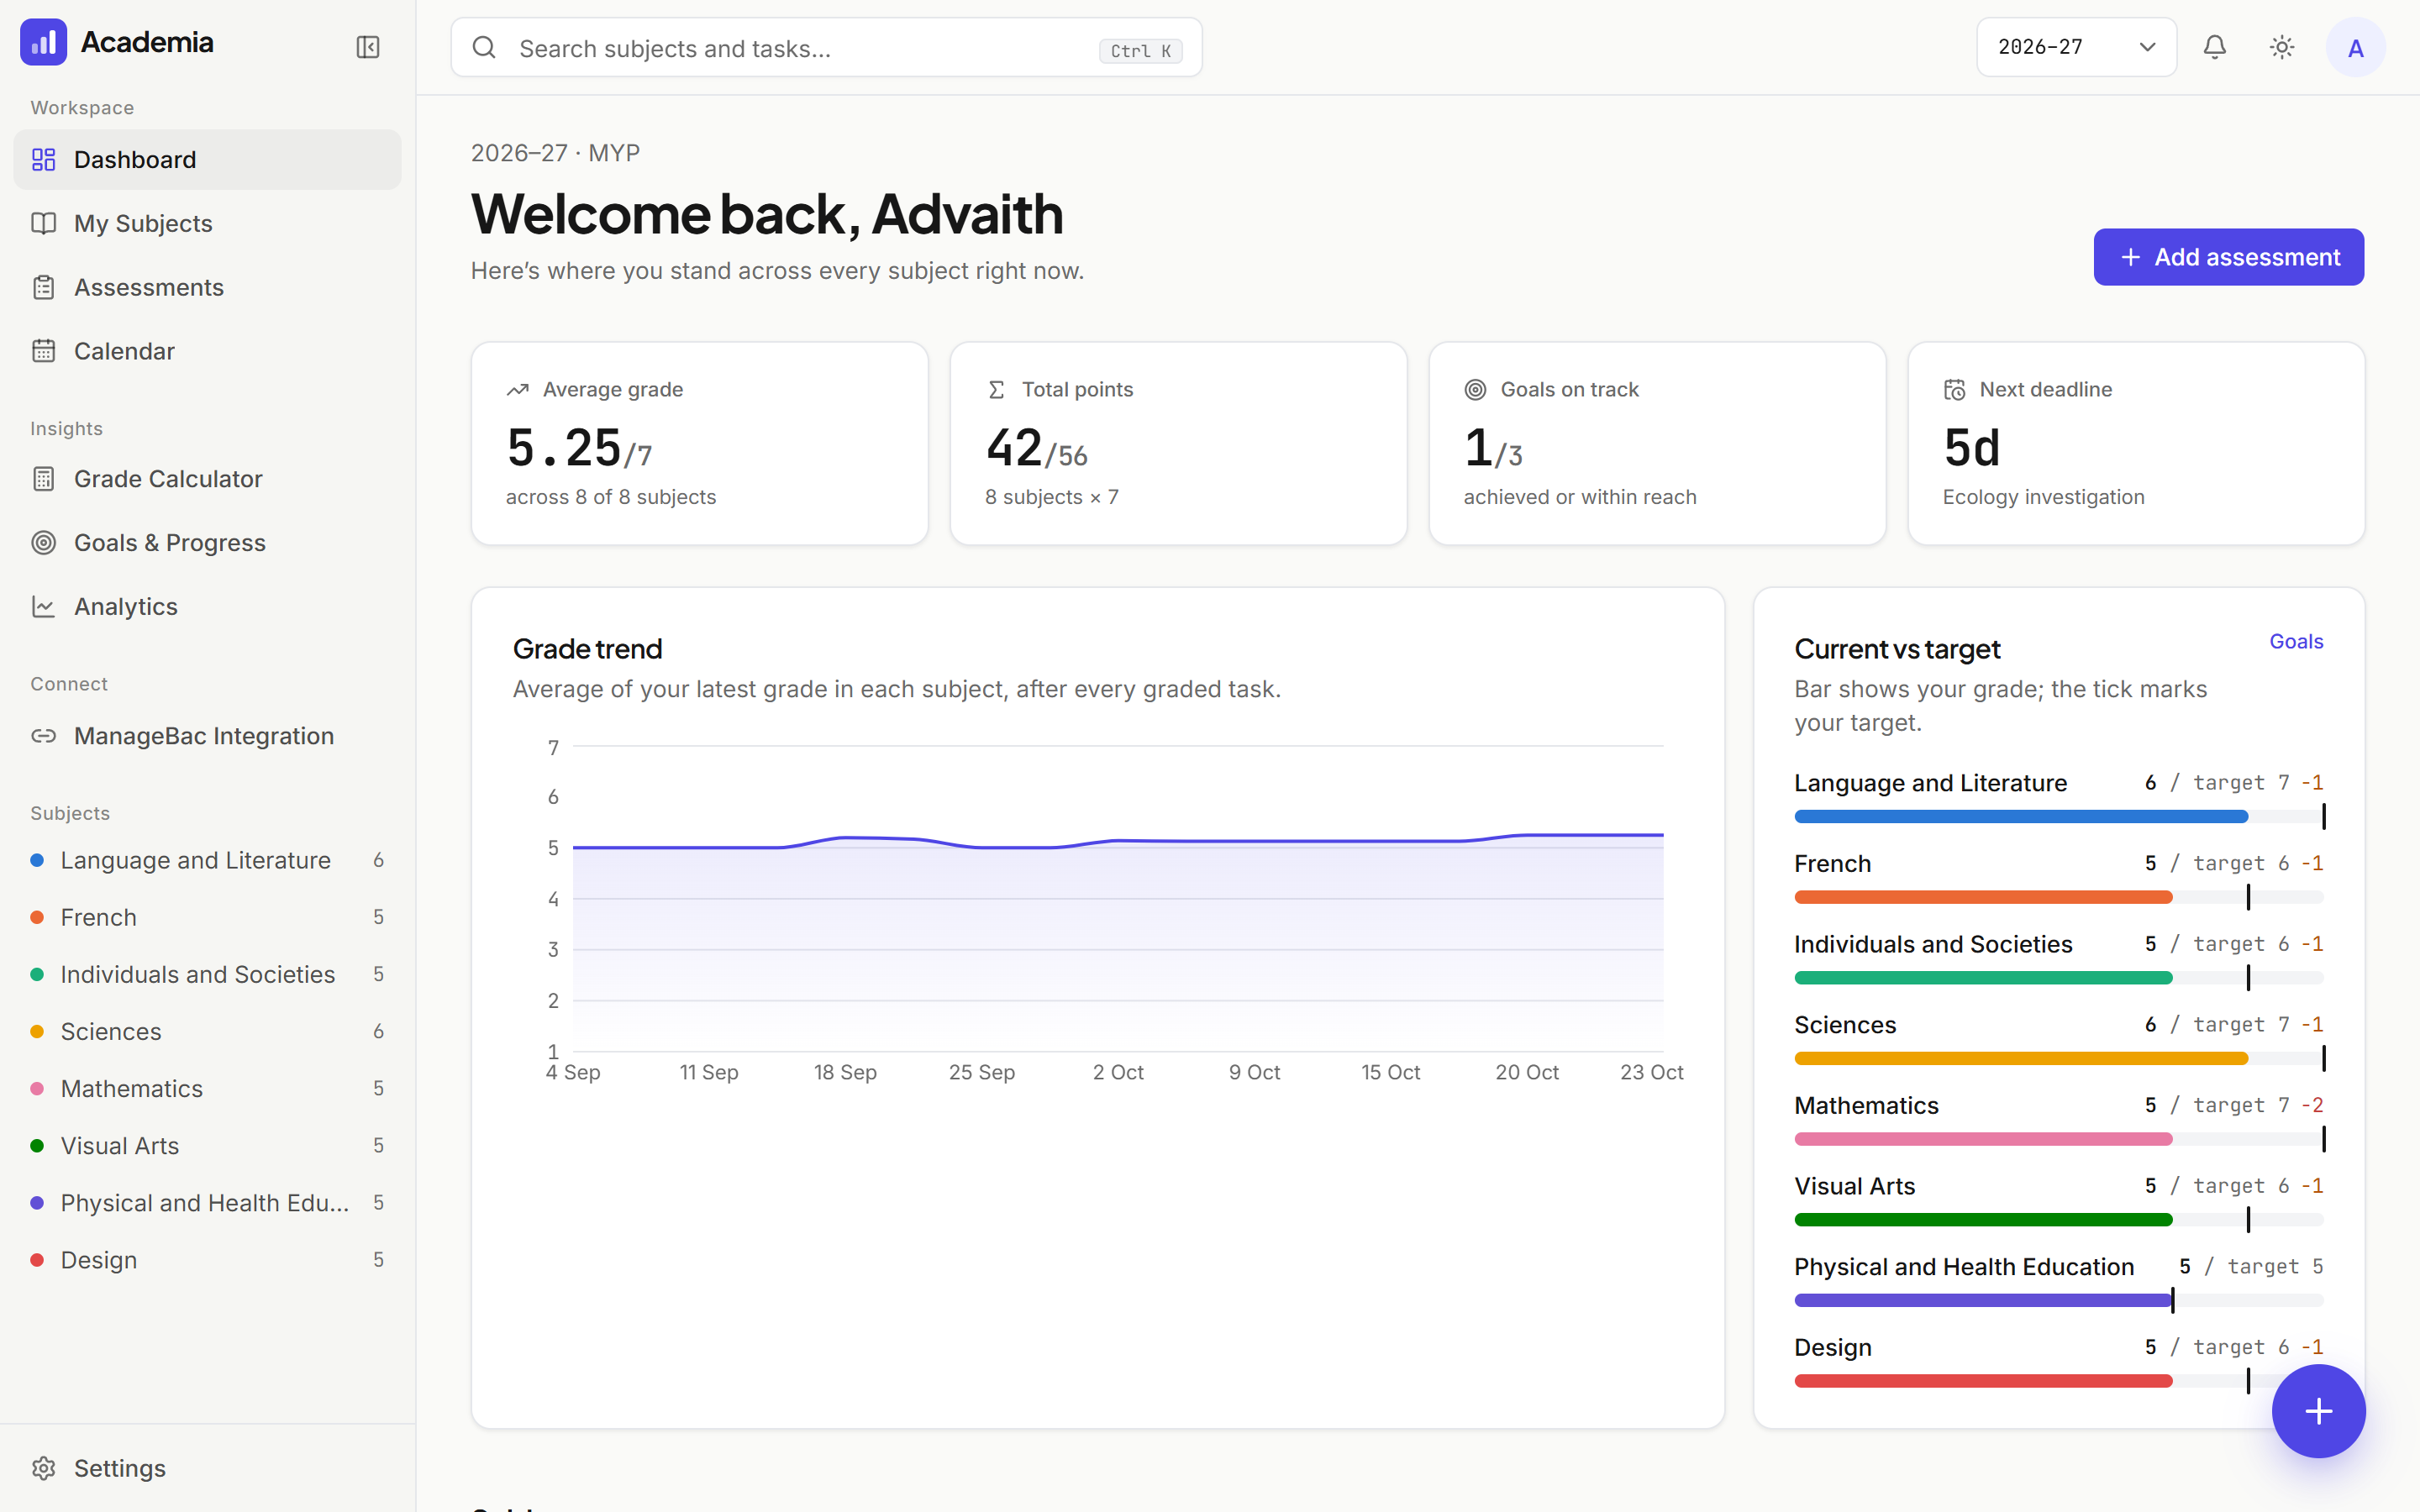 Academia
Workspace
Dashboard
My Subjects
Assessments
Calendar
Insights
Grade Calculator
Goals & Progress
Analytics
Connect
ManageBac Integration
Subjects
Language and Literature 6
French 5
Individuals and Societies 5
Sciences 6
Mathematics 5
Visual Arts 5
Physical and Health Edu... 5
Design 5
Settings
Search subjects and tasks... Ctrl K
2026-27
A
2026–27 · MYP
Welcome back, Advaith
Here’s where you stand across every subject right now.
+ Add assessment
Average grade
5.25/7
across 8 of 8 subjects
Total points
42/56
8 subjects × 7
Goals on track
1/3
achieved or within reach
Next deadline
5d
Ecology investigation
Grade trend
Average of your latest grade in each subject, after every graded task.
7
6
5
4
3
2
1
4 Sep 11 Sep 18 Sep 25 Sep 2 Oct 9 Oct 15 Oct 20 Oct 23 Oct
Current vs target Goals
Bar shows your grade; the tick marks
your target.
Language and Literature 6 / target 7 -1
French 5 / target 6 -1
Individuals and Societies 5 / target 6 -1
Sciences 6 / target 7 -1
Mathematics 5 / target 7 -2
Visual Arts 5 / target 6 -1
Physical and Health Education 5 / target 5
Design 5 / target 6 -1